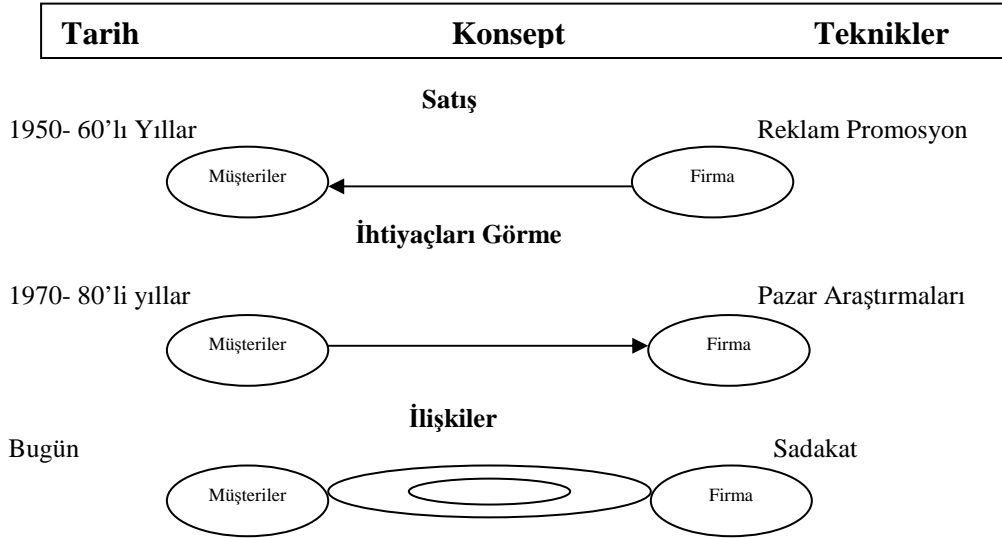 Tarih Konsept Teknikler
Satış
1950- 60’lı Yıllar Reklam Promosyon
Müşteriler Firma
İhtiyaçları Görme
1970- 80’li yıllar Pazar Araştırmaları
Müşteriler Firma
İlişkiler
Bugün Sadakat
Müşteriler Firma